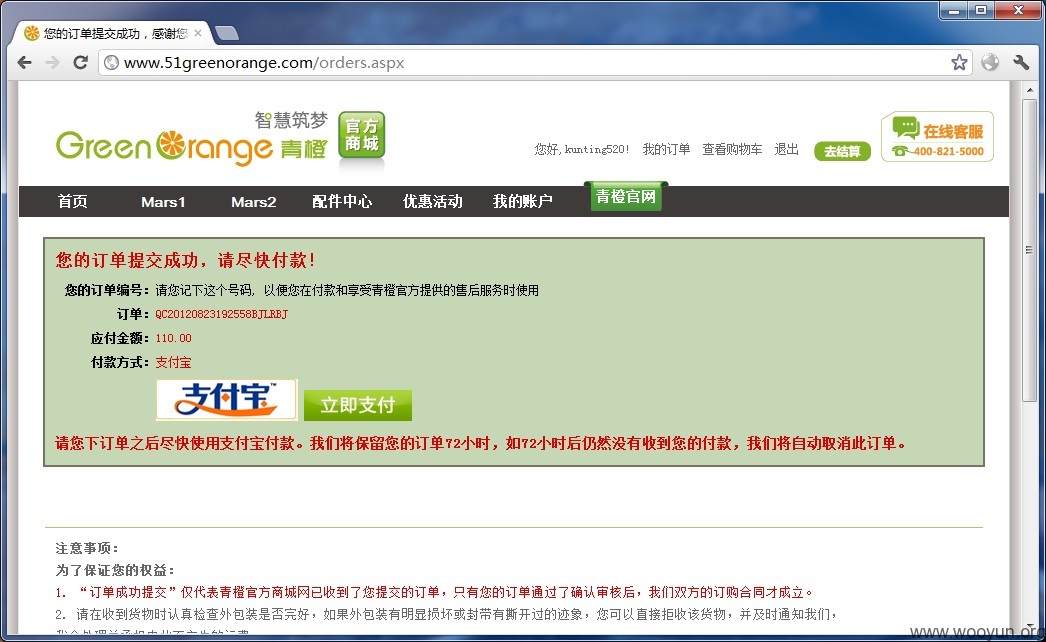 您的订单提交成功，感谢您
www.51greenorange.com/orders.aspx
智慧筑梦
GreenOrange 青橙
官方商城
您好,kunting520! 我的订单 查看购物车 退出 去结算
在线客服
400-821-5000
首页 Mars1 Mars2 配件中心 优惠活动 我的账户 青橙官网
您的订单提交成功，请尽快付款！
您的订单编号：请您记下这个号码，以便您在付款和享受青橙官方提供的售后服务时使用
订单：QC20120823192558BJLRBJ
应付金额：110.00
付款方式：支付宝
支付宝™ 立即支付
请您下订单之后尽快使用支付宝付款。我们将保留您的订单72小时，如72小时后仍然没有收到您的付款，我们将自动取消此订单。
注意事项：
为了保证您的权益：
1. “订单成功提交”仅代表青橙官方商城网已收到了您提交的订单，只有您的订单通过了确认审核后，我们双方的订购合同才成立。
2. 请在收到货物时认真检查外包装是否完好，如果外包装有明显损坏或封带有撕开过的迹象，您可以直接拒收该货物，并及时通知我们，
www.wooyun.org